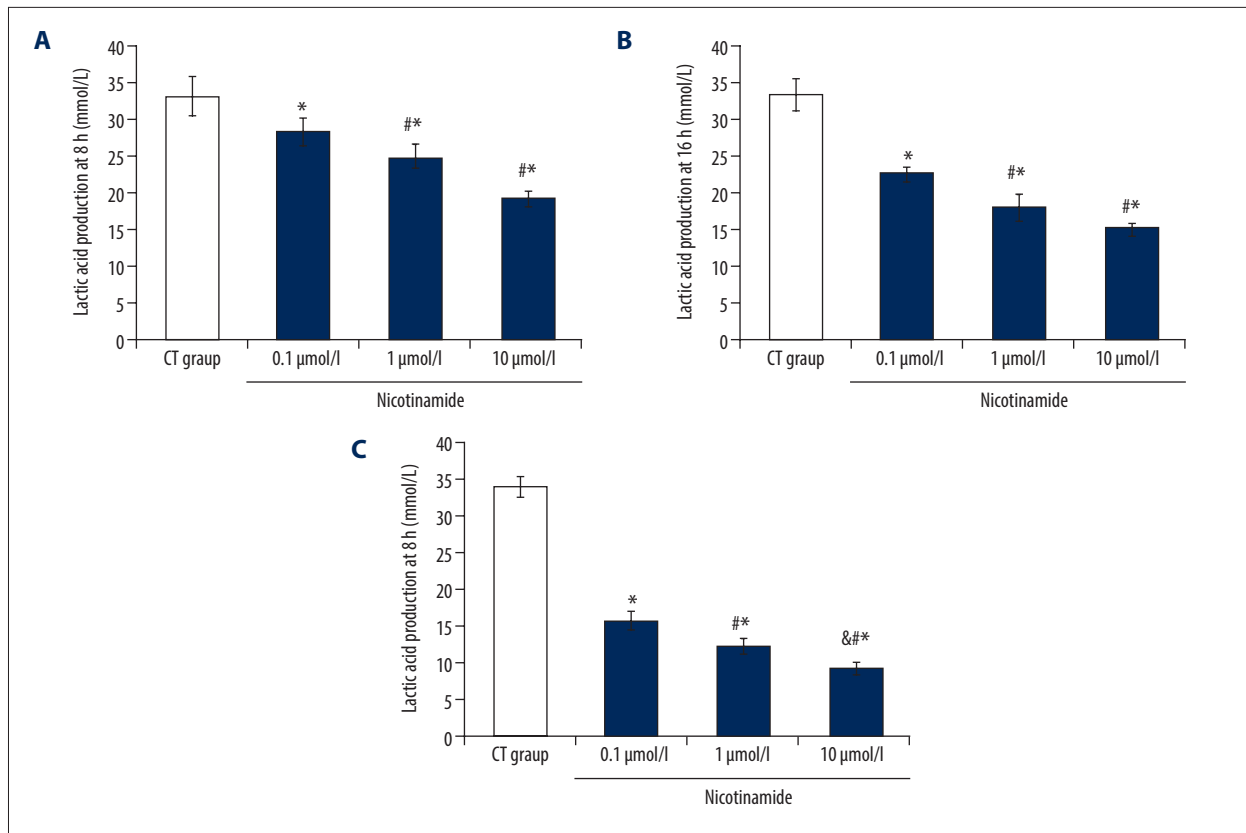 A
Lactic acid production at 8 h (mmol/L)
40
35
30
25
20
15
10
5
0
*
#*
#*
CT graup
0.1 µmol/l
1 µmol/l
10 µmol/l
Nicotinamide
B
Lactic acid production at 16 h (mmol/L)
40
35
30
25
20
15
10
5
0
*
#*
#*
CT graup
0.1 µmol/l
1 µmol/l
10 µmol/l
Nicotinamide
C
Lactic acid production at 8 h (mmol/L)
40
35
30
25
20
15
10
5
0
*
#*
&#*
CT graup
0.1 µmol/l
1 µmol/l
10 µmol/l
Nicotinamide